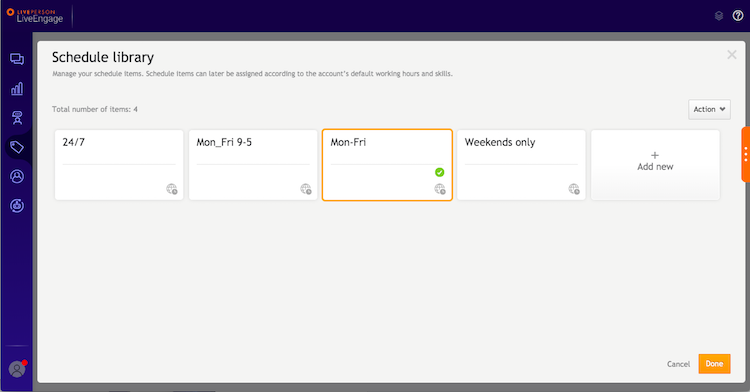 LIVEPERSON
LiveEngage
Schedule library
Manage your schedule items. Schedule items can later be assigned according to the account's default working hours and skills.
Total number of items: 4
Action
24/7
Mon_Fri 9-5
Mon-Fri
Weekends only
+
Add new
Cancel
Done